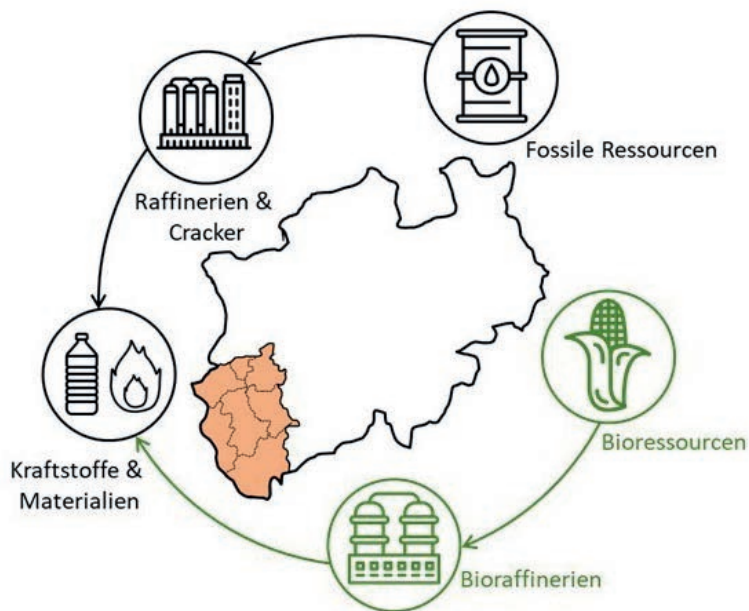 Fossile Ressourcen
Raffinerien &
Cracker
Kraftstoffe &
Materialien
Bioressourcen
Bioraffinerien